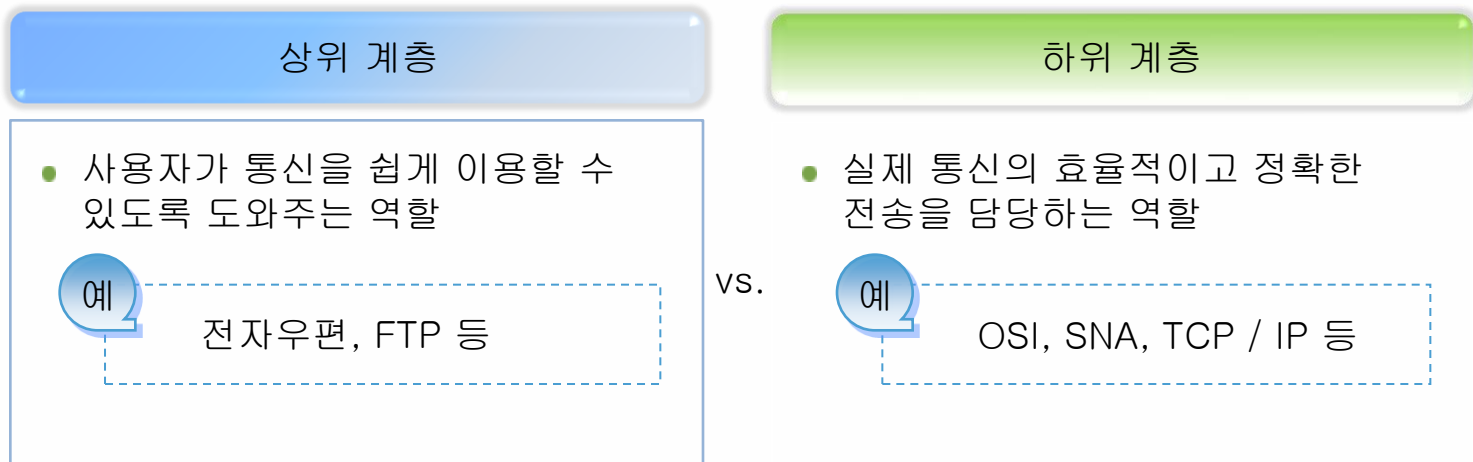 상위 계층
사용자가 통신을 쉽게 이용할 수
있도록 도와주는 역할
예
전자우편, FTP 등
vs.
하위 계층
실제 통신의 효율적이고 정확한
전송을 담당하는 역할
예
OSI, SNA, TCP / IP 등